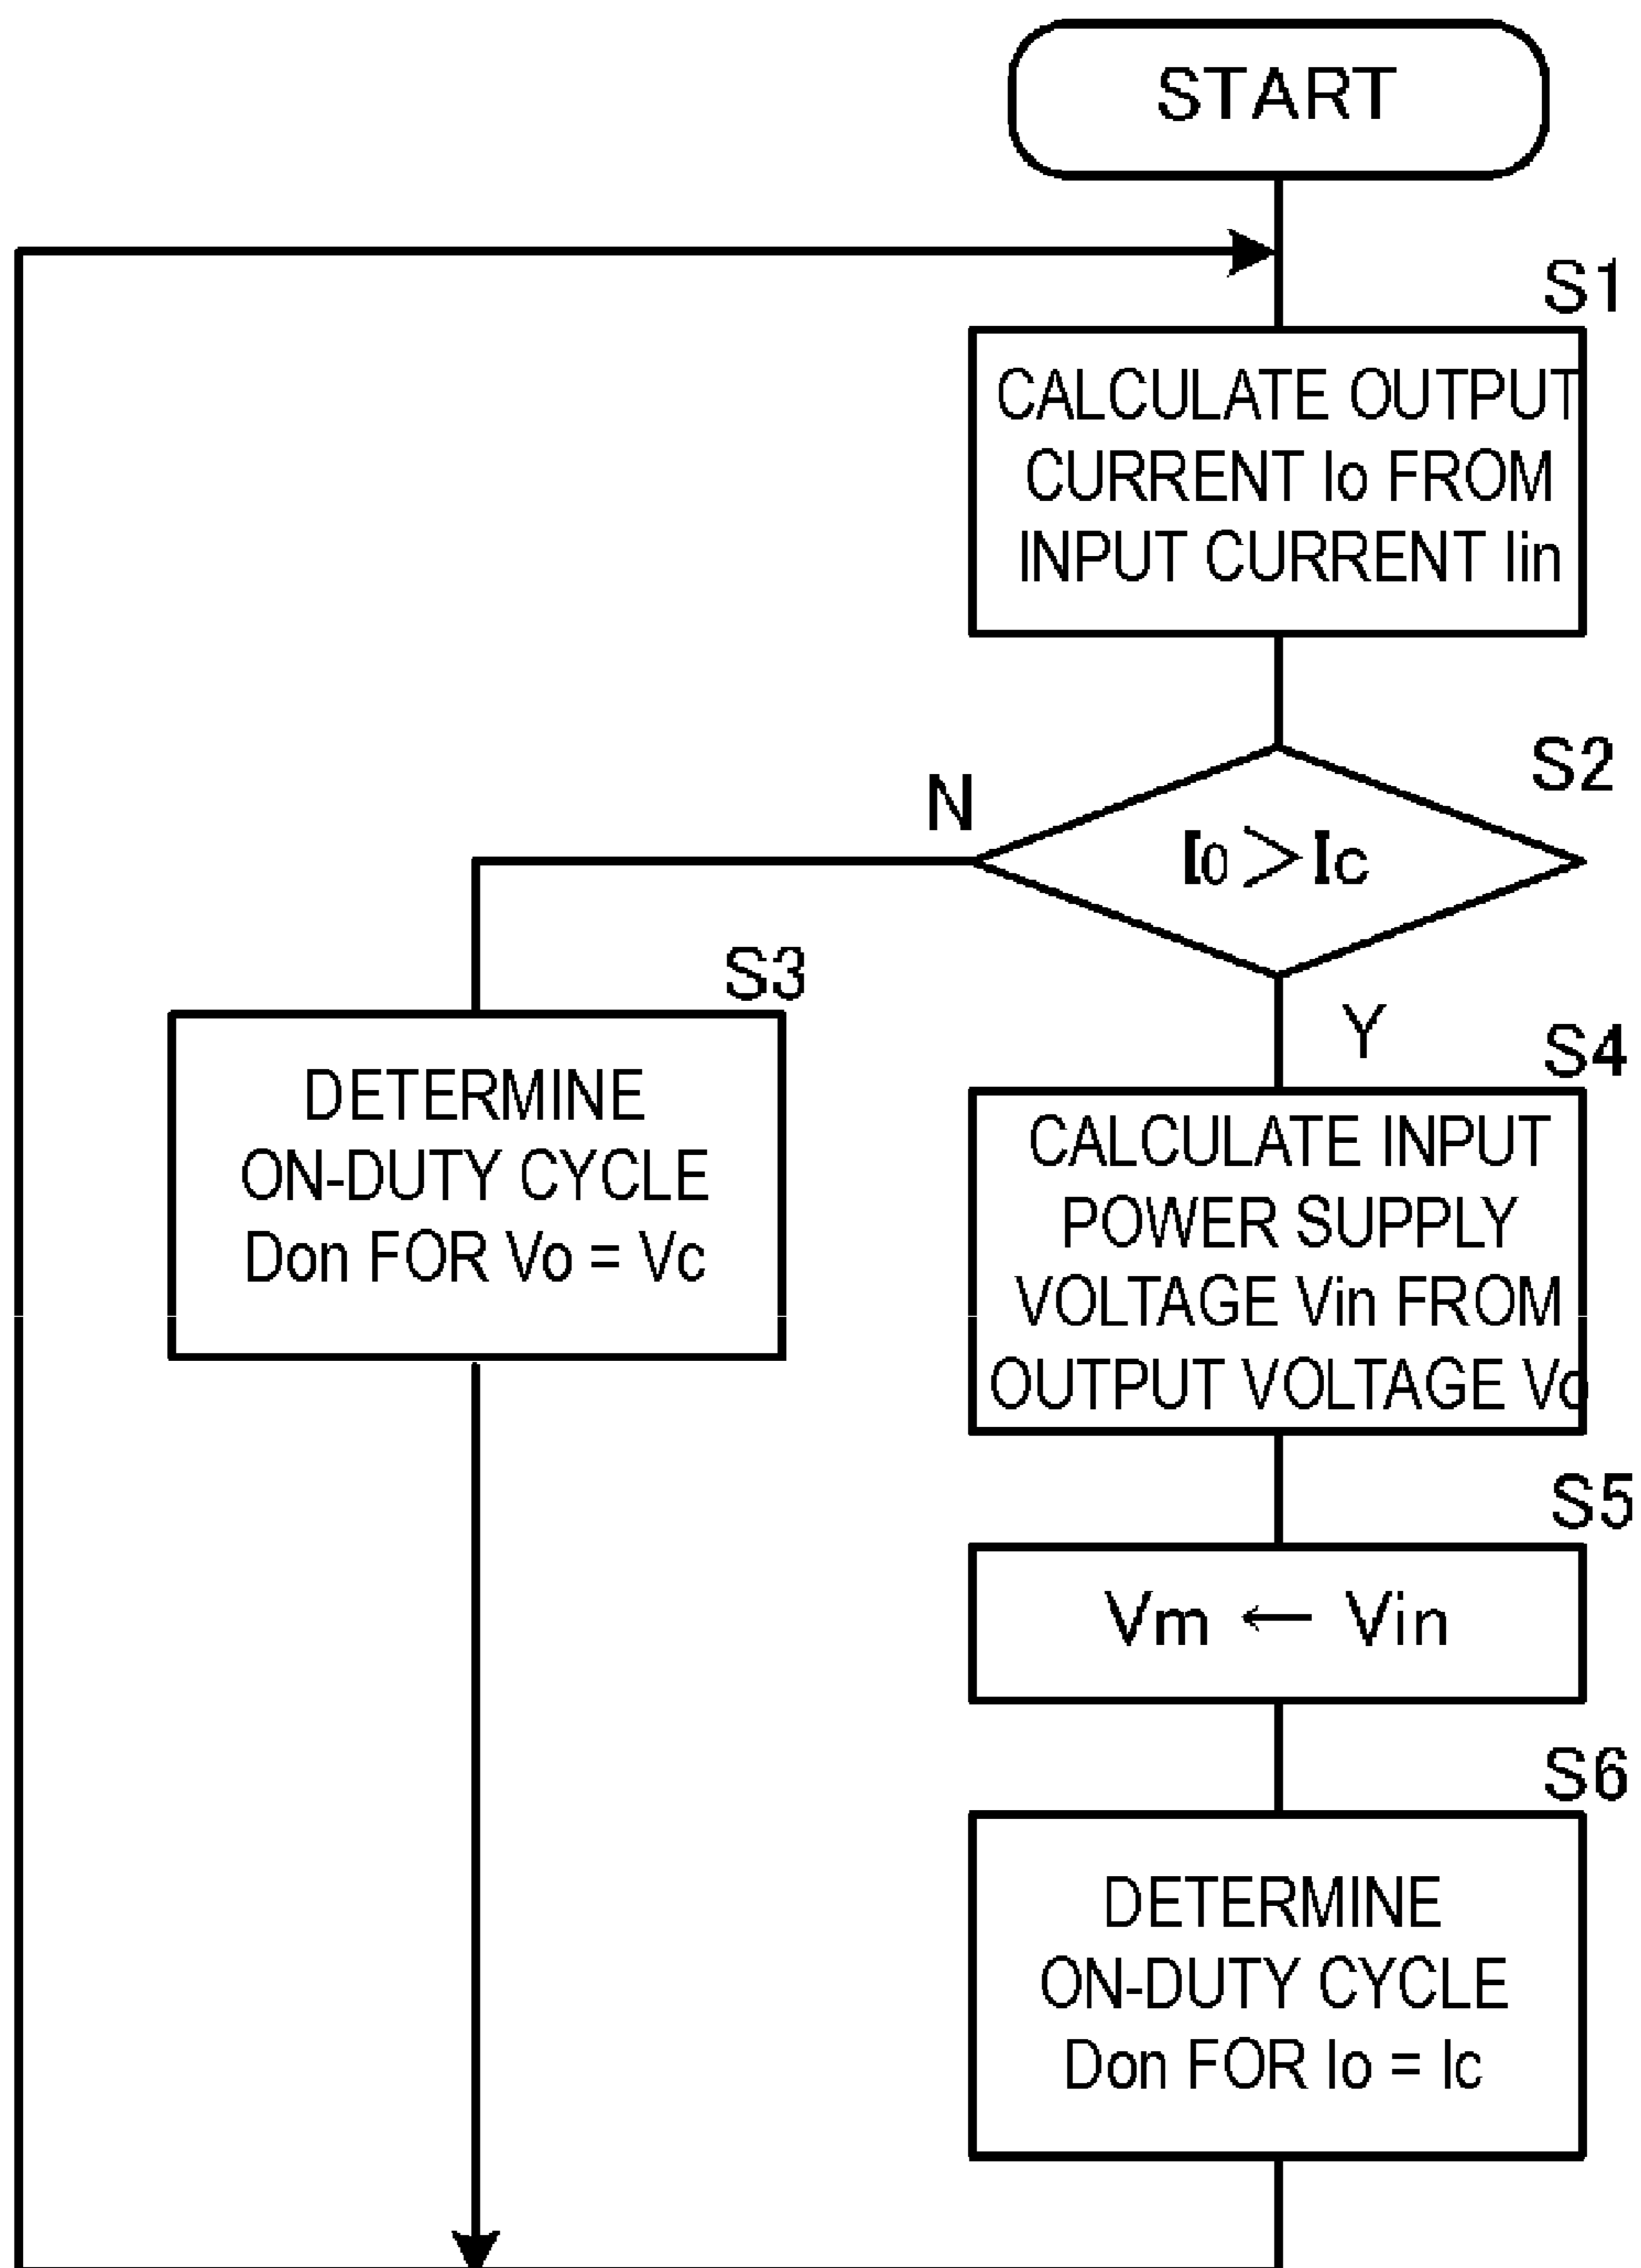 START
S1
CALCULATE OUTPUT
CURRENT Io FROM
INPUT CURRENT Iin
S2
N
I0 > Ic
Y
S3
DETERMINE
ON-DUTY CYCLE
Don FOR Vo = Vc
S4
CALCULATE INPUT
POWER SUPPLY
VOLTAGE Vin FROM
OUTPUT VOLTAGE Vo
S5
Vm ← Vin
S6
DETERMINE
ON-DUTY CYCLE
Don FOR Io = Ic